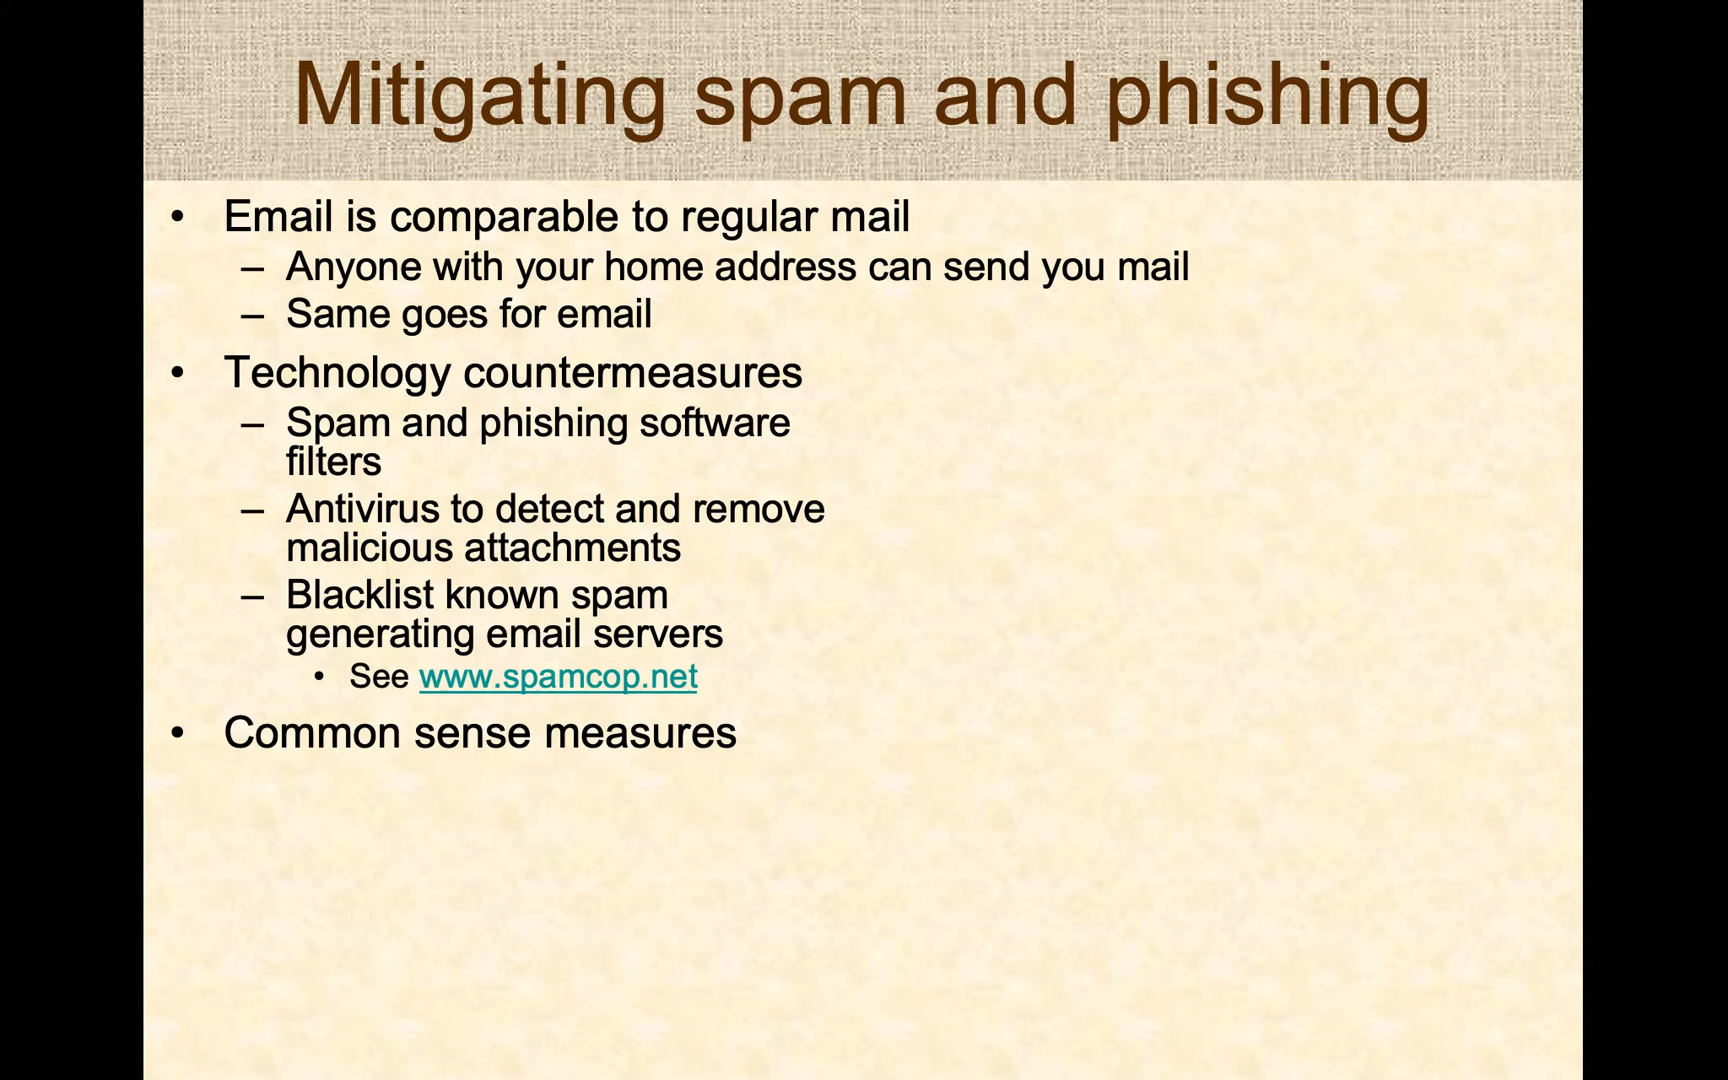 Mitigating spam and phishing
• Email is comparable to regular mail
– Anyone with your home address can send you mail
– Same goes for email
• Technology countermeasures
– Spam and phishing software
filters
– Antivirus to detect and remove
malicious attachments
– Blacklist known spam
generating email servers
• See www.spamcop.net
• Common sense measures